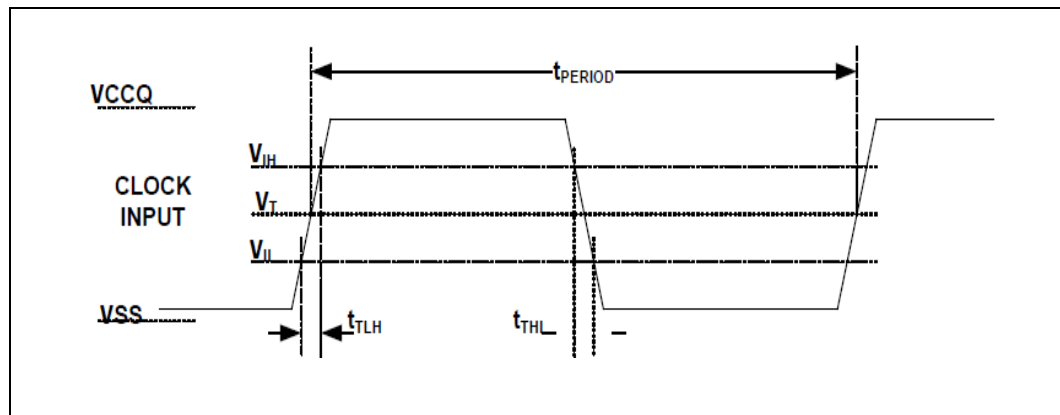 tPERIOD
VCCQ
VIH
CLOCK
INPUT
VT
VIL
VSS
tTLH
tTHL